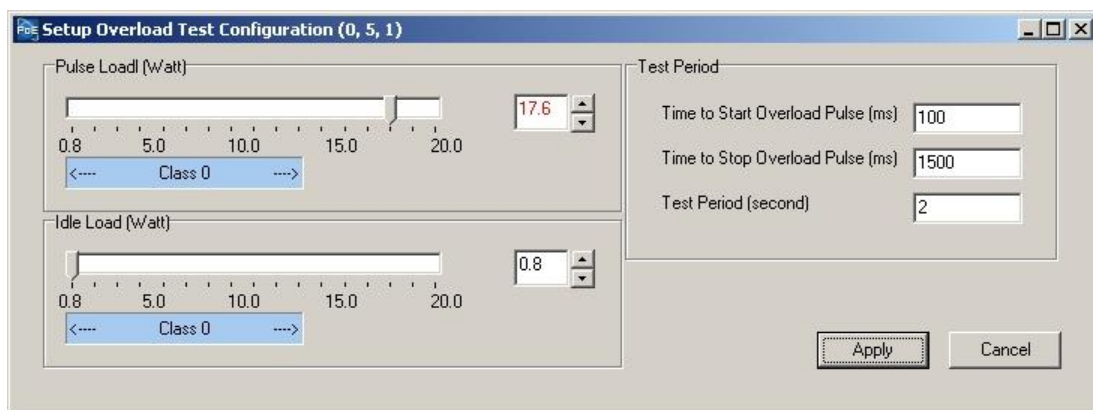 PoE Setup Overload Test Configuration (0, 5, 1)
Pulse Loadl (Watt)
17.6
0.8 5.0 10.0 15.0 20.0
<---- Class 0 ---->
Idle Load (Watt)
0.8
0.8 5.0 10.0 15.0 20.0
<---- Class 0 ---->
Test Period
Time to Start Overload Pulse (ms) 100
Time to Stop Overload Pulse (ms) 1500
Test Period (second) 2
Apply Cancel